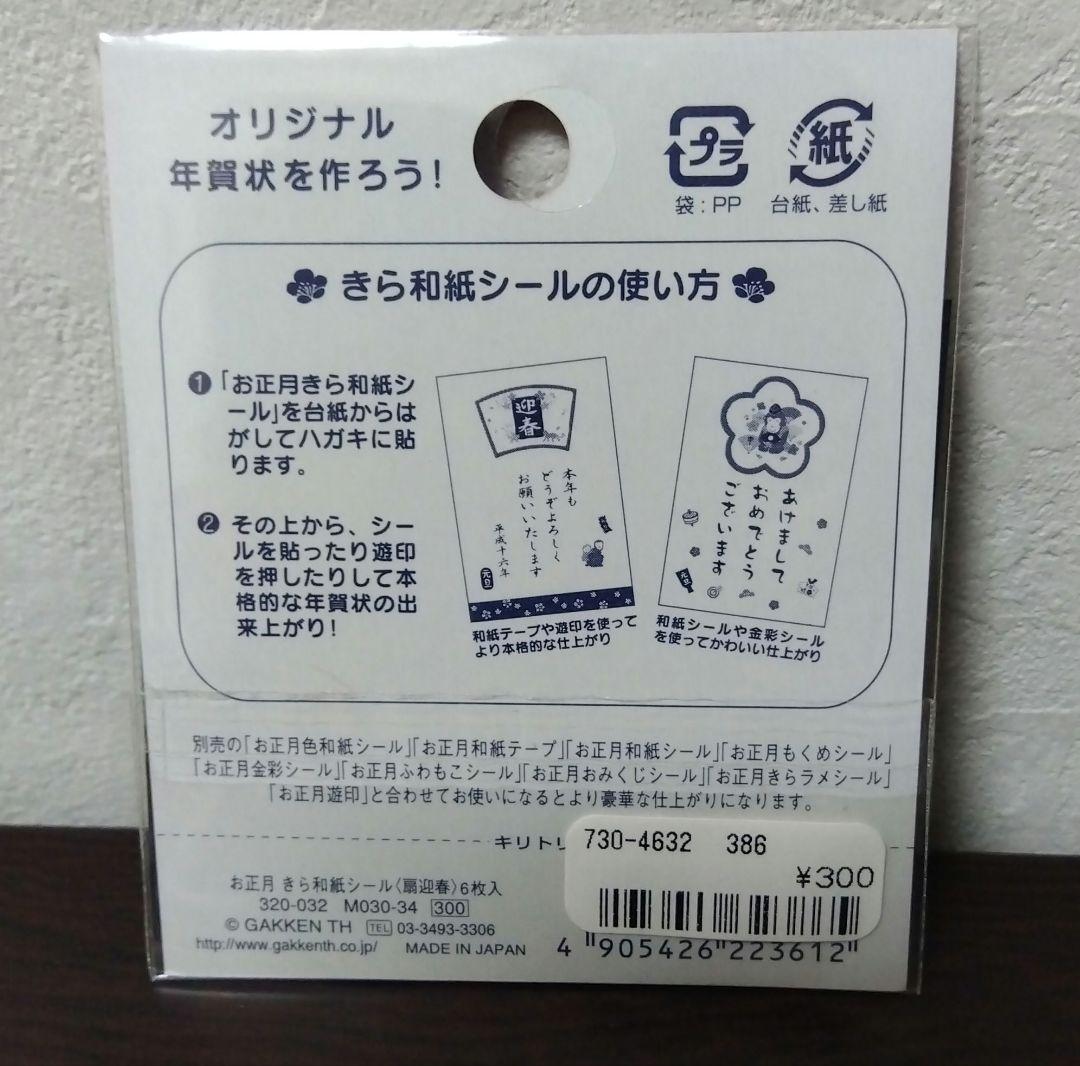 オリジナル
年賀状を作ろう!
プラ
袋:PP
紙
台紙、差し紙
きら和紙シールの使い方
❶「お正月きら和紙シ
ール」を台紙からは
がしてハガキに貼
ります。
❷ その上から、シー
ルを貼ったり遊印
を押したりして本
格的な年賀状の出
来上がり!
迎春
本年も
どうぞよろしく
お願いいたします
平成十六年
元旦
和紙テープや遊印を使って
より本格的な仕上がり
あけまして
おめでとう
ございます
元旦
和紙シールや金彩シール
を使ってかわいい仕上がり
別売の「お正月色和紙シール」「お正月和紙テープ」「お正月和紙シール」「お正月もくめシール」
「お正月金彩シール」「お正月ふわもこシール」「お正月おみくじシール」「お正月きらラメシール」
「お正月遊印」と合わせてお使いになるとより豪華な仕上がりになります。
キリトリ
お正月 きら和紙シール〈扇迎春〉6枚入
320-032 M030-34 300
© GAKKEN TH TEL 03-3493-3306
http://www.gakkenth.co.jp/ MADE IN JAPAN
730-4632 386
¥300
4 905426 223612